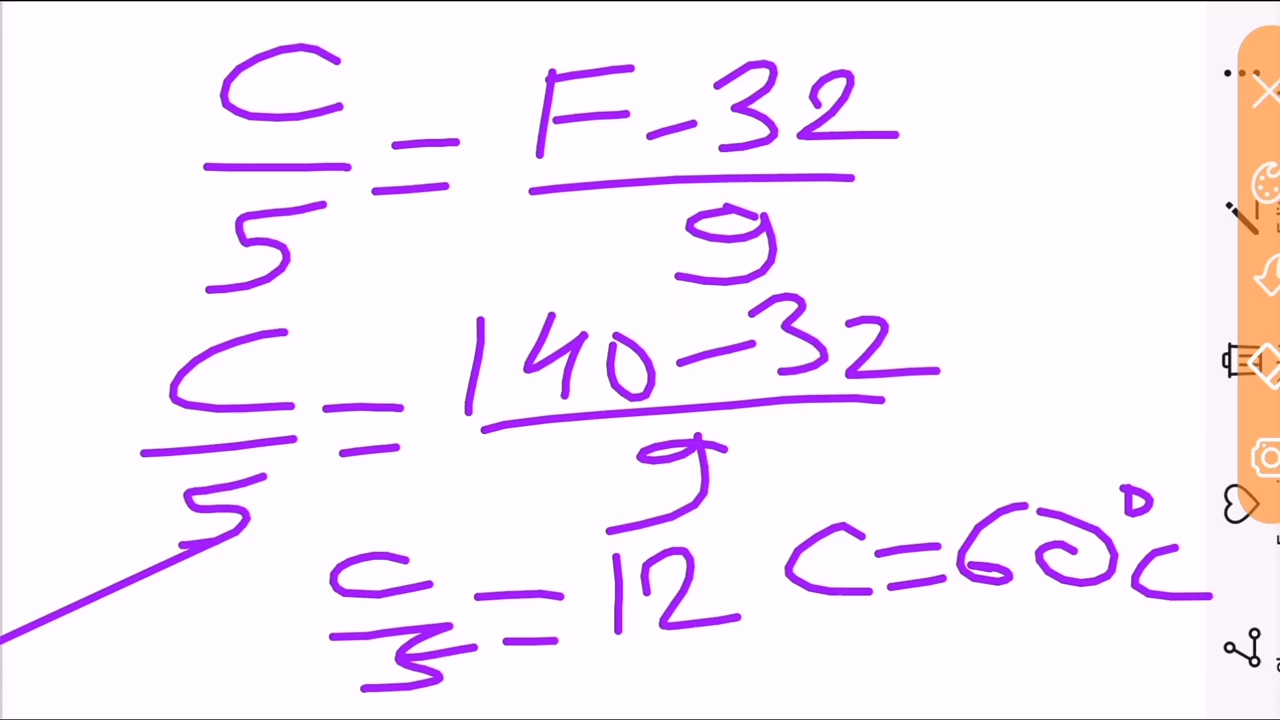 C/5 = F-32/9
C/5 = 140-32/9
C/5 = 12 C=60°C